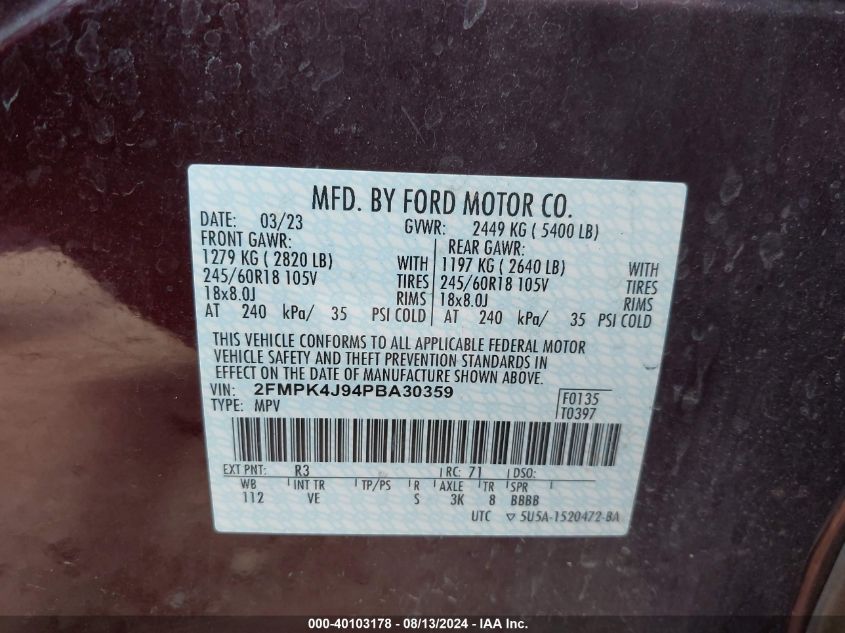 MFD. BY FORD MOTOR CO.
DATE: 03/23 GVWR: 2449 KG ( 5400 LB)
FRONT GAWR: REAR GAWR:
1279 KG ( 2820 LB) WITH 1197 KG ( 2640 LB) WITH
245/60R18 105V TIRES 245/60R18 105V TIRES
18x8.0J RIMS 18x8.0J RIMS
AT 240 kPa/ 35 PSI COLD AT 240 kPa/ 35 PSI COLD
THIS VEHICLE CONFORMS TO ALL APPLICABLE FEDERAL MOTOR
VEHICLE SAFETY AND THEFT PREVENTION STANDARDS IN
EFFECT ON THE DATE OF MANUFACTURE SHOWN ABOVE.
VIN: 2FMPK4J94PBA30359 F0135
TYPE: MPV T0397
EXT PNT: R3 RC: 71 DSO:
WB INT TR TP/PS R AXLE TR SPR
112 VE S 3K 8 BBBB
UTC ▽ 5U5A-1520472-BA
000-40103178 - 08/13/2024 - IAA Inc.